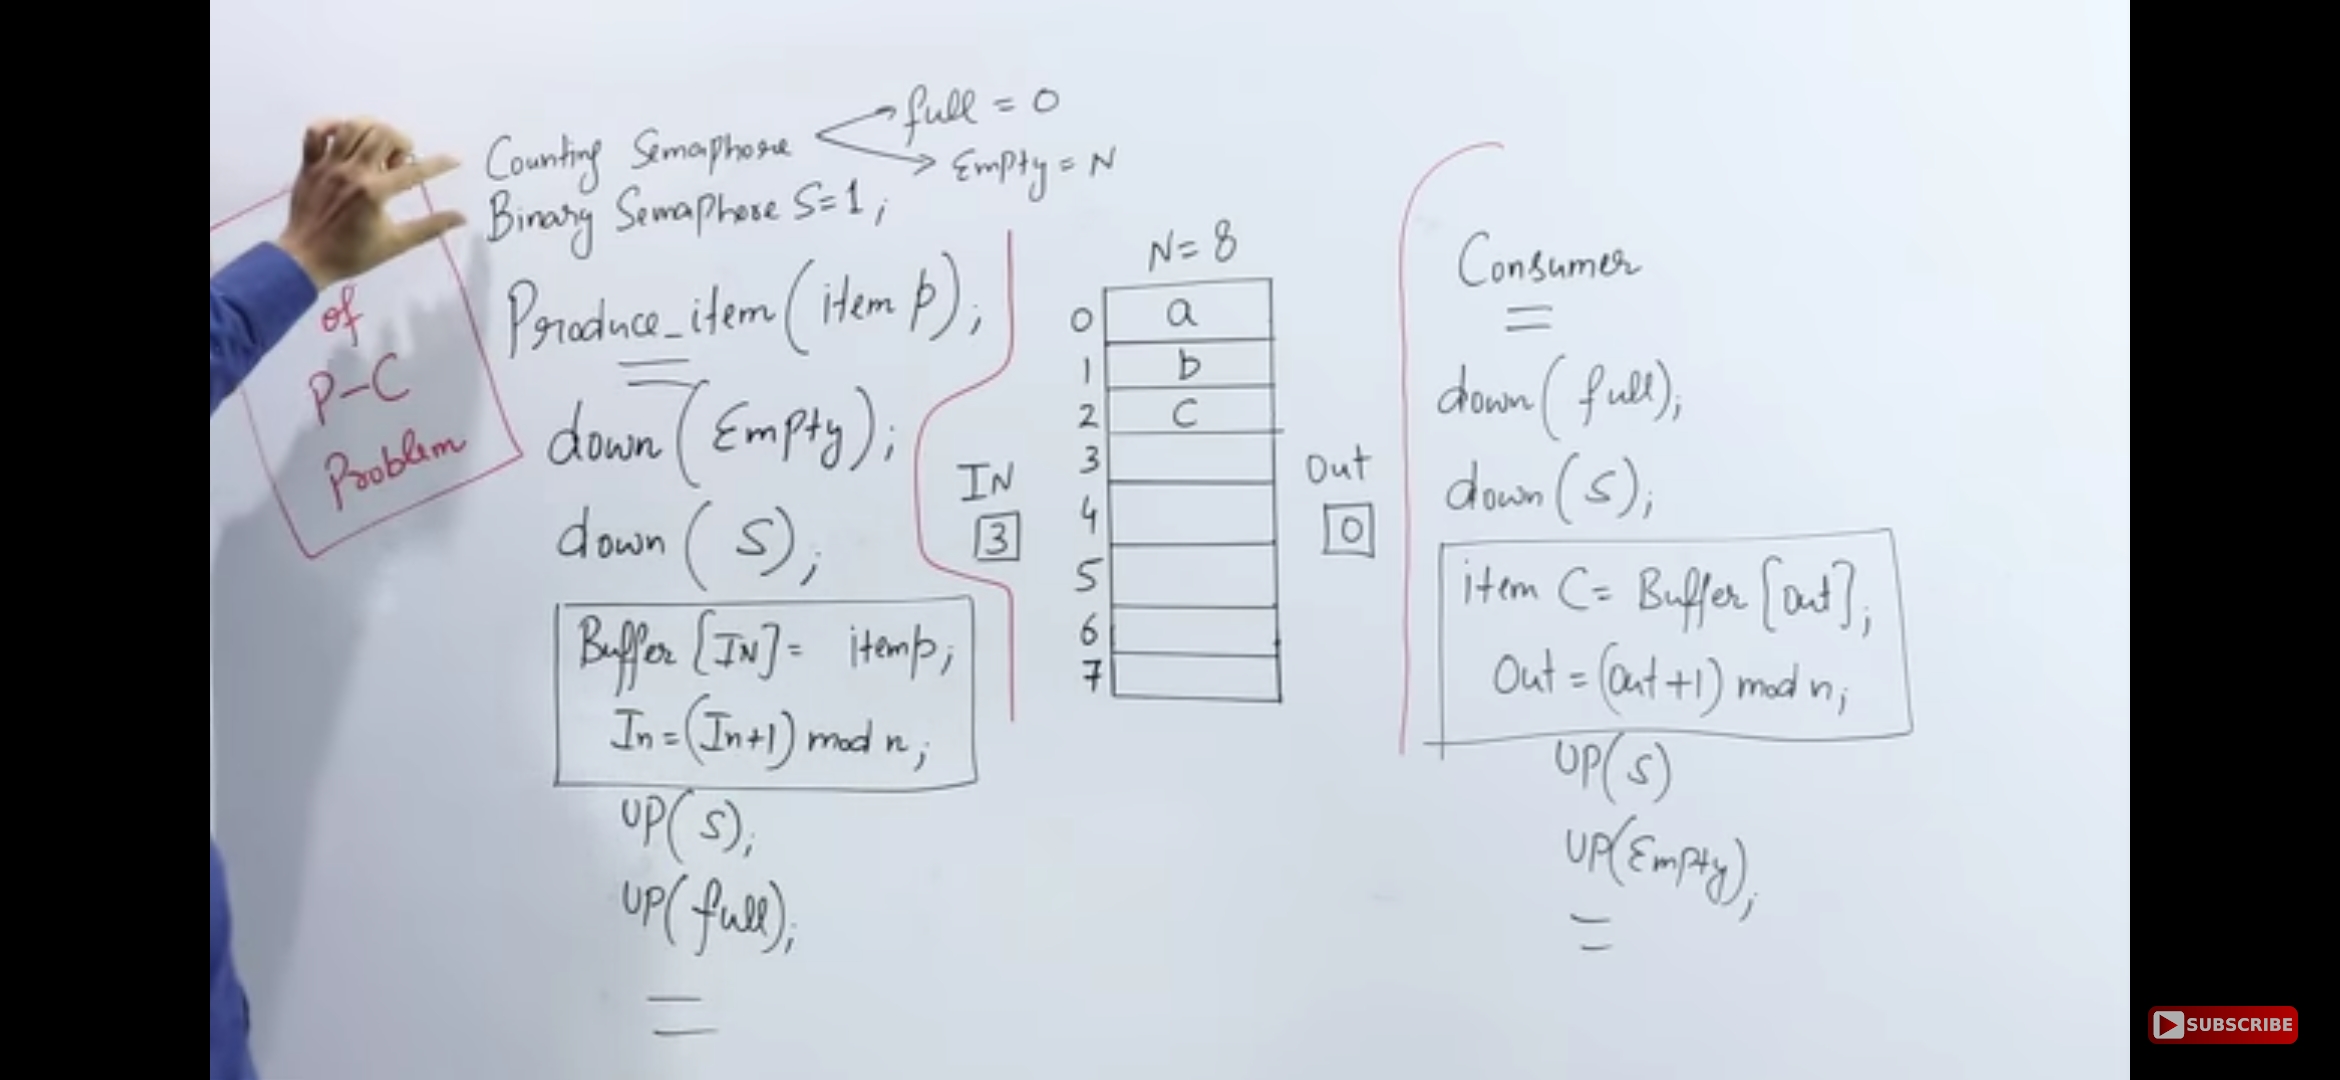 Counting Semaphore
full = 0
Empty = N
Binary Semaphore S=1;
of
P-C
Problem
Produce_item(item p);
down(Empty);
down(S);
Buffer[IN] = itemp;
In = (In+1) mod n;
UP(S);
UP(full);
IN
3
N = 8
0 a
1 b
2 C
3
4
5
6
7
Out
0
Consumer
down(full);
down(S);
item C = Buffer[Out];
Out = (Out+1) mod n;
UP(S)
UP(Empty);
SUBSCRIBE